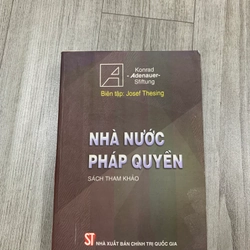 Konrad
- Adenauer-
Stiftung
Biên tập: Josef Thesing
NHÀ NƯỚC
PHÁP QUYỀN
SÁCH THAM KHẢO
ST NHÀ XUẤT BẢN CHÍNH TRỊ QUỐC GIA